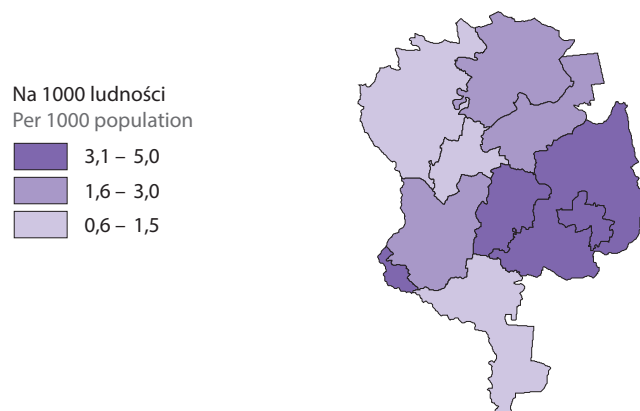 Na 1000 ludności
Per 1000 population
3,1 – 5,0
1,6 – 3,0
0,6 – 1,5